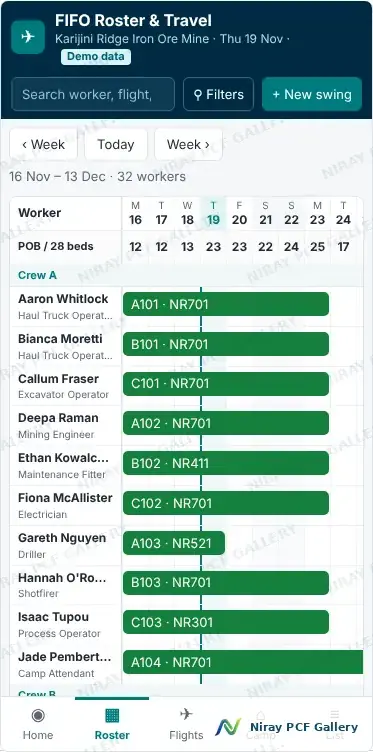 FIFO Roster & Travel
Karijini Ridge Iron Ore Mine · Thu 19 Nov ·
Demo data
Search worker, flight,
Filters
+ New swing
‹ Week
Today
Week ›
16 Nov – 13 Dec · 32 workers
Worker
M T W T F S S M T
16 17 18 19 20 21 22 23 24
POB / 28 beds 12 12 13 23 23 22 24 25 17
Crew A
Aaron Whitlock
Haul Truck Operat...
A101 · NR701
Bianca Moretti
Haul Truck Operat...
B101 · NR701
Callum Fraser
Excavator Operator
C101 · NR701
Deepa Raman
Mining Engineer
A102 · NR701
Ethan Kowalc...
Maintenance Fitter
B102 · NR411
Fiona McAllister
Electrician
C102 · NR701
Gareth Nguyen
Driller
A103 · NR521
Hannah O'Ro...
Shotfirer
B103 · NR701
Isaac Tupou
Process Operator
C103 · NR301
Jade Pembert...
Camp Attendant
A104 · NR701
Crew B
Home
Roster
Flights
Camp
List
Niray PCF Gallery
NIRAY PCF GALLERY